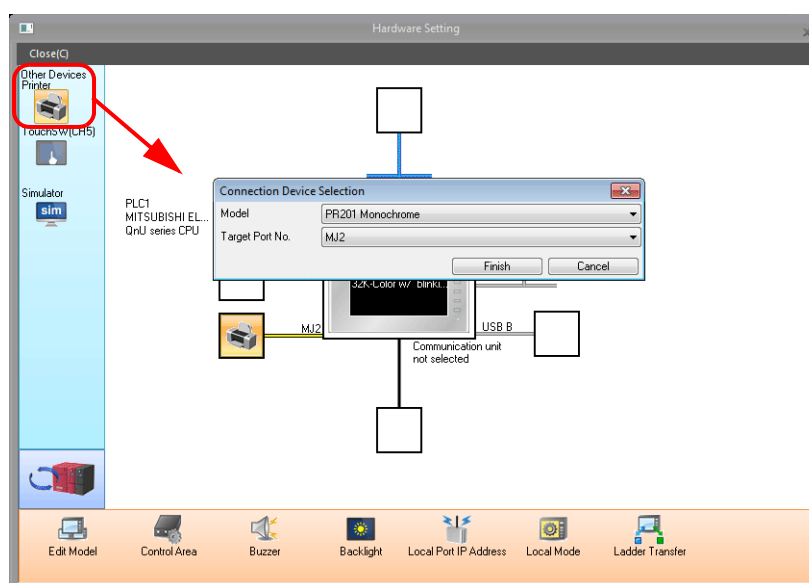 Hardware Setting
Close(C)
Other Devices
Printer
TouchSW(CH5)
Simulator
sim
PLC1
MITSUBISHI EL...
QnU series CPU
Connection Device Selection
Model
PR201 Monochrome
Target Port No.
MJ2
Finish
Cancel
32K-Color w/ blinki...
MJ2
USB B
Communication unit
not selected
Edit Model
Control Area
Buzzer
Backlight
Local Port IP Address
Local Mode
Ladder Transfer